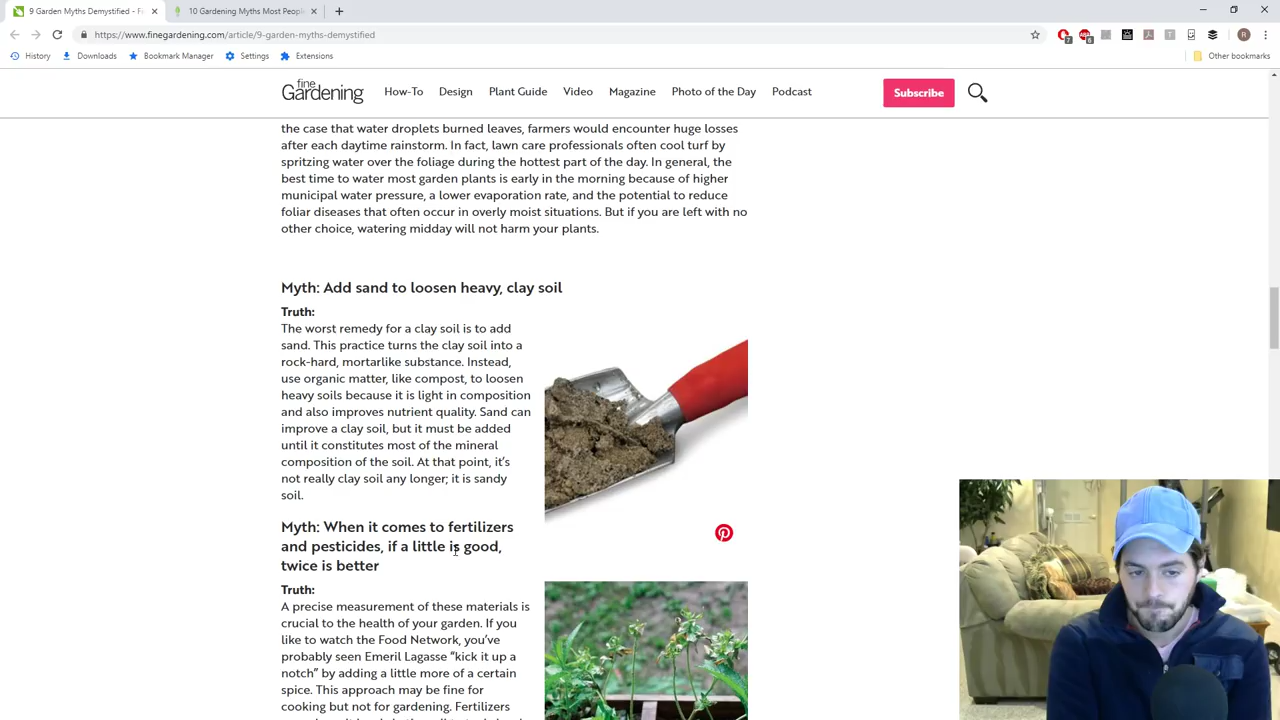 9 Garden Myths Demystified - F
10 Gardening Myths Most Peopl
https://www.finegardening.com/article/9-garden-myths-demystified
History
Downloads
Bookmark Manager
Settings
Extensions
Other bookmarks
fine
Gardening
How-To
Design
Plant Guide
Video
Magazine
Photo of the Day
Podcast
Subscribe
the case that water droplets burned leaves, farmers would encounter huge losses
after each daytime rainstorm. In fact, lawn care professionals often cool turf by
spritzing water over the foliage during the hottest part of the day. In general, the
best time to water most garden plants is early in the morning because of higher
municipal water pressure, a lower evaporation rate, and the potential to reduce
foliar diseases that often occur in overly moist situations. But if you are left with no
other choice, watering midday will not harm your plants.
Myth: Add sand to loosen heavy, clay soil
Truth:
The worst remedy for a clay soil is to add
sand. This practice turns the clay soil into a
rock-hard, mortarlike substance. Instead,
use organic matter, like compost, to loosen
heavy soils because it is light in composition
and also improves nutrient quality. Sand can
improve a clay soil, but it must be added
until it constitutes most of the mineral
composition of the soil. At that point, it's
not really clay soil any longer; it is sandy
soil.
Myth: When it comes to fertilizers
and pesticides, if a little is good,
twice is better
Truth:
A precise measurement of these materials is
crucial to the health of your garden. If you
like to watch the Food Network, you've
probably seen Emeril Lagasse “kick it up a
notch” by adding a little more of a certain
spice. This approach may be fine for
cooking but not for gardening. Fertilizers